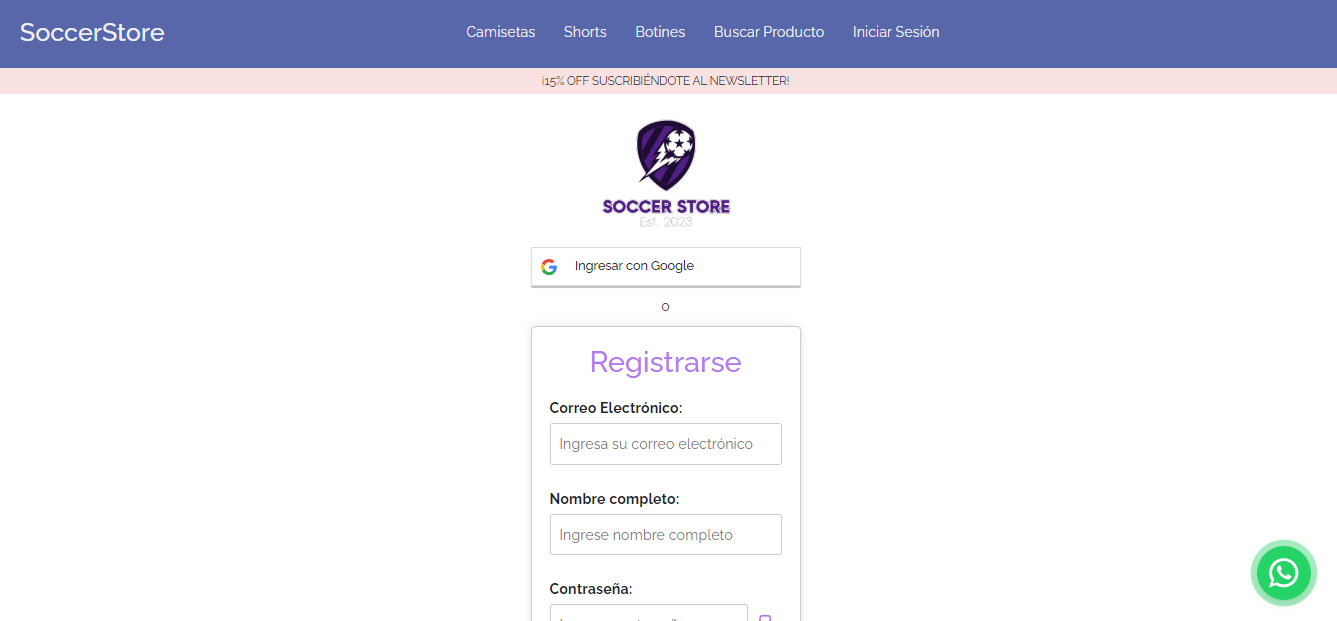 SoccerStore
Camisetas Shorts Botines Buscar Producto Iniciar Sesión
¡15% OFF SUSCRIBIÉNDOTE AL NEWSLETTER!
SOCCER STORE
Est. 2023
Ingresar con Google
O
Registrarse
Correo Electrónico:
Ingresa su correo electrónico
Nombre completo:
Ingrese nombre completo
Contraseña: